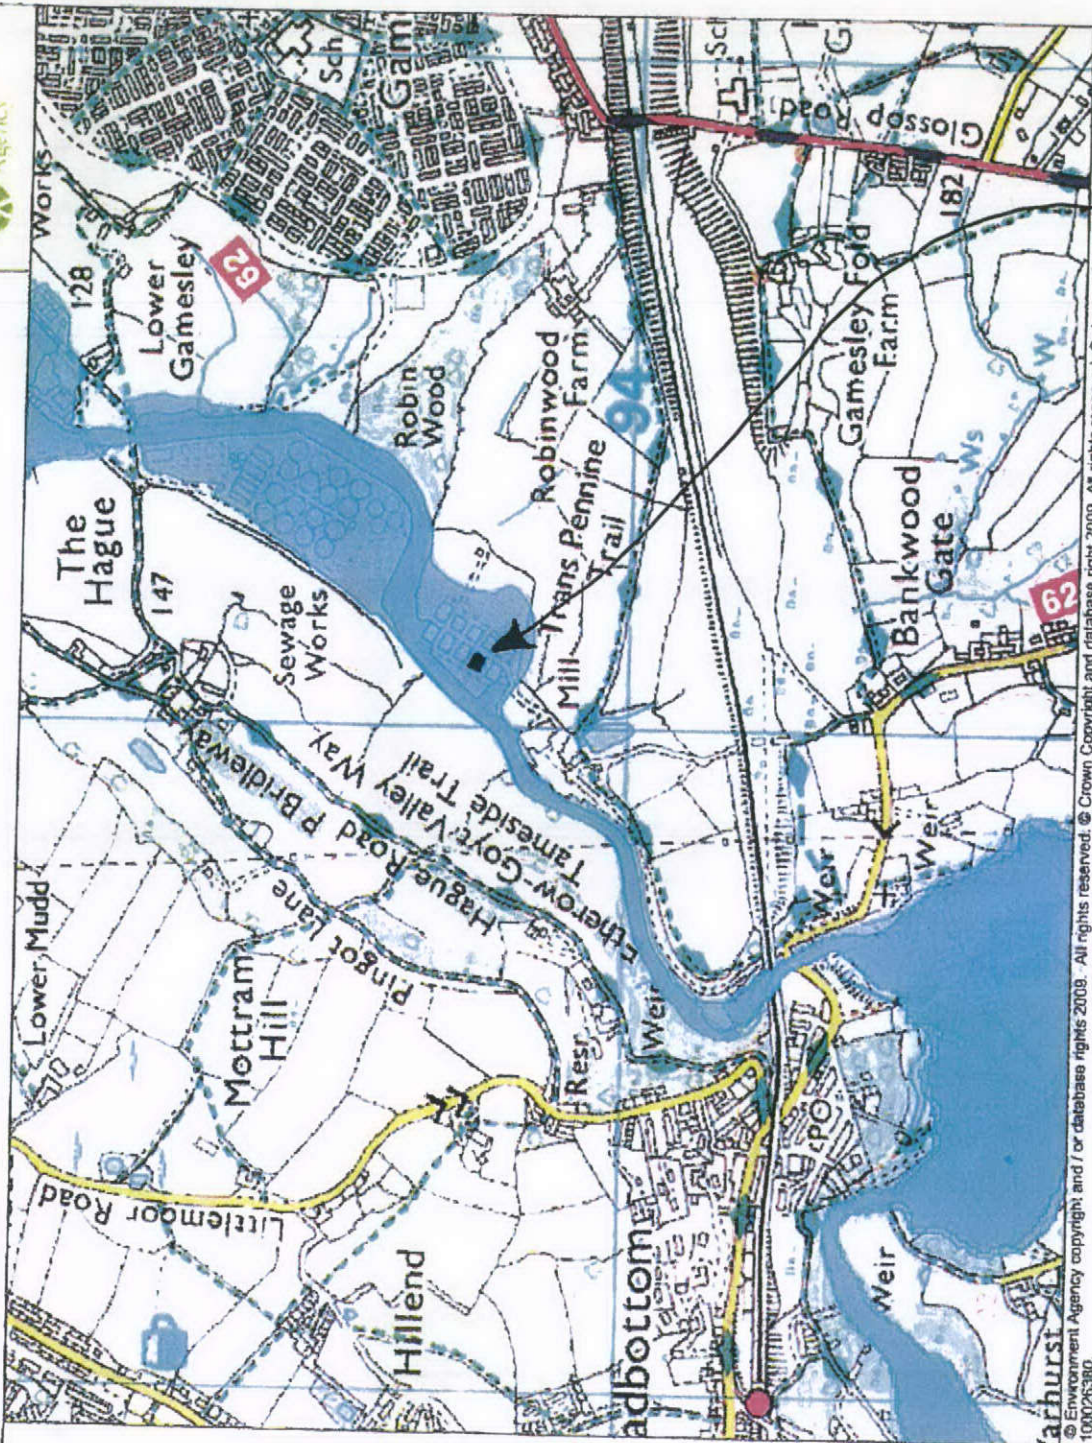 Works
128
Lower
Gamesley
62
Sch
Gam
The
Hague
147
Sewage
Works
Robin
Wood
Robinwood
Farm
Sch
G
Glossop Road
182
Trans Pennine
Trail
Mill
94
Gamesley Fold
Farm
Ws
W
Bankwood
Gate
62
Lower Mudd
Mottram
Hill
Pingot Lane
Hague Road P Bridleway
Etherow-Goyt Valley Way
Tameside Trail
Weir
Resr
Weir
Weir
Littlemoor Road
Hillend
adbottom
PO
Weir
arhurst
© Environment Agency copyright and / or database rights 2009. All rights reserved. © Crown Copyright and database right 2009. All rights